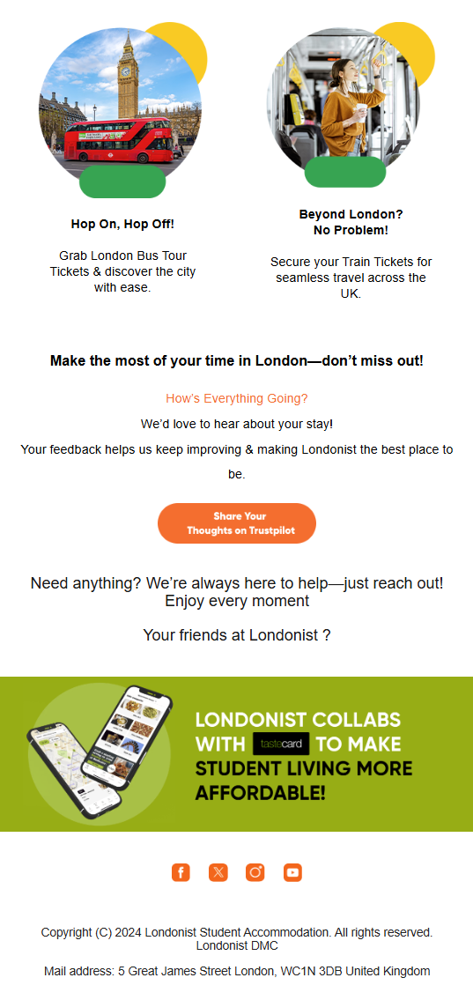 Hop On, Hop Off!
Grab London Bus Tour
Tickets & discover the city
with ease.
Beyond London?
No Problem!
Secure your Train Tickets for
seamless travel across the
UK.
Make the most of your time in London—don’t miss out!
How’s Everything Going?
We’d love to hear about your stay!
Your feedback helps us keep improving & making Londonist the best place to
be.
Share Your
Thoughts on Trustpilot
Need anything? We’re always here to help—just reach out!
Enjoy every moment
Your friends at Londonist ?
LONDONIST COLLABS
WITH tastecard TO MAKE
STUDENT LIVING MORE
AFFORDABLE!
Copyright (C) 2024 Londonist Student Accommodation. All rights reserved.
Londonist DMC
Mail address: 5 Great James Street London, WC1N 3DB United Kingdom